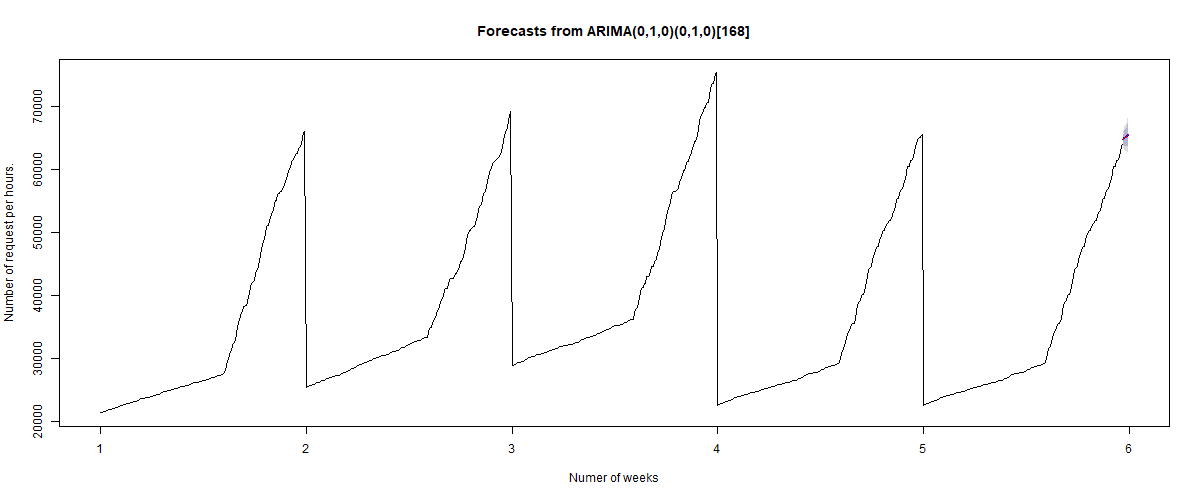 Forecasts from ARIMA(0,1,0)(0,1,0)[168]
Number of request per hours.
70000
60000
50000
40000
30000
20000
1 2 3 4 5 6
Numer of weeks